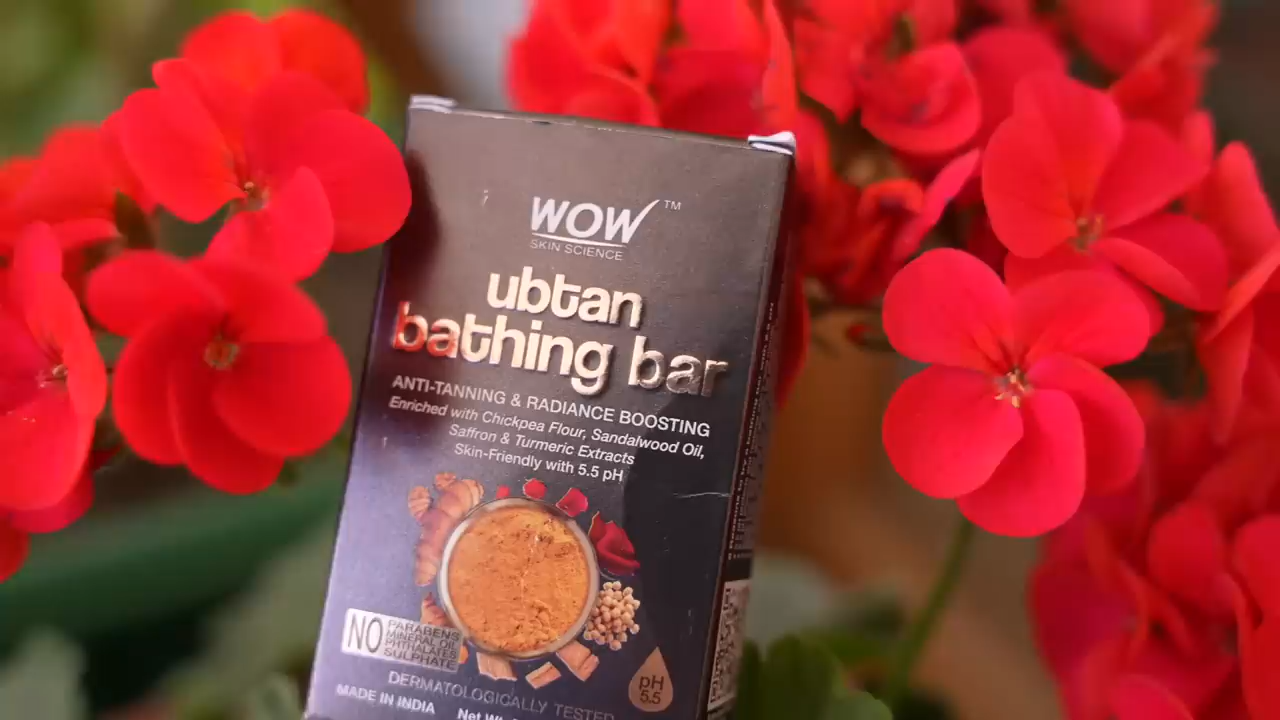 WOW™
SKIN SCIENCE
ubtan
bathing bar
ANTI-TANNING & RADIANCE BOOSTING
Enriched with Chickpea Flour, Sandalwood Oil,
Saffron & Turmeric Extracts
Skin-Friendly with 5.5 pH
NO
PARABENS
MINERAL OIL
PHTHALATES
SULPHATE
pH
5.5
DERMATOLOGICALLY TESTED
MADE IN INDIA
Net